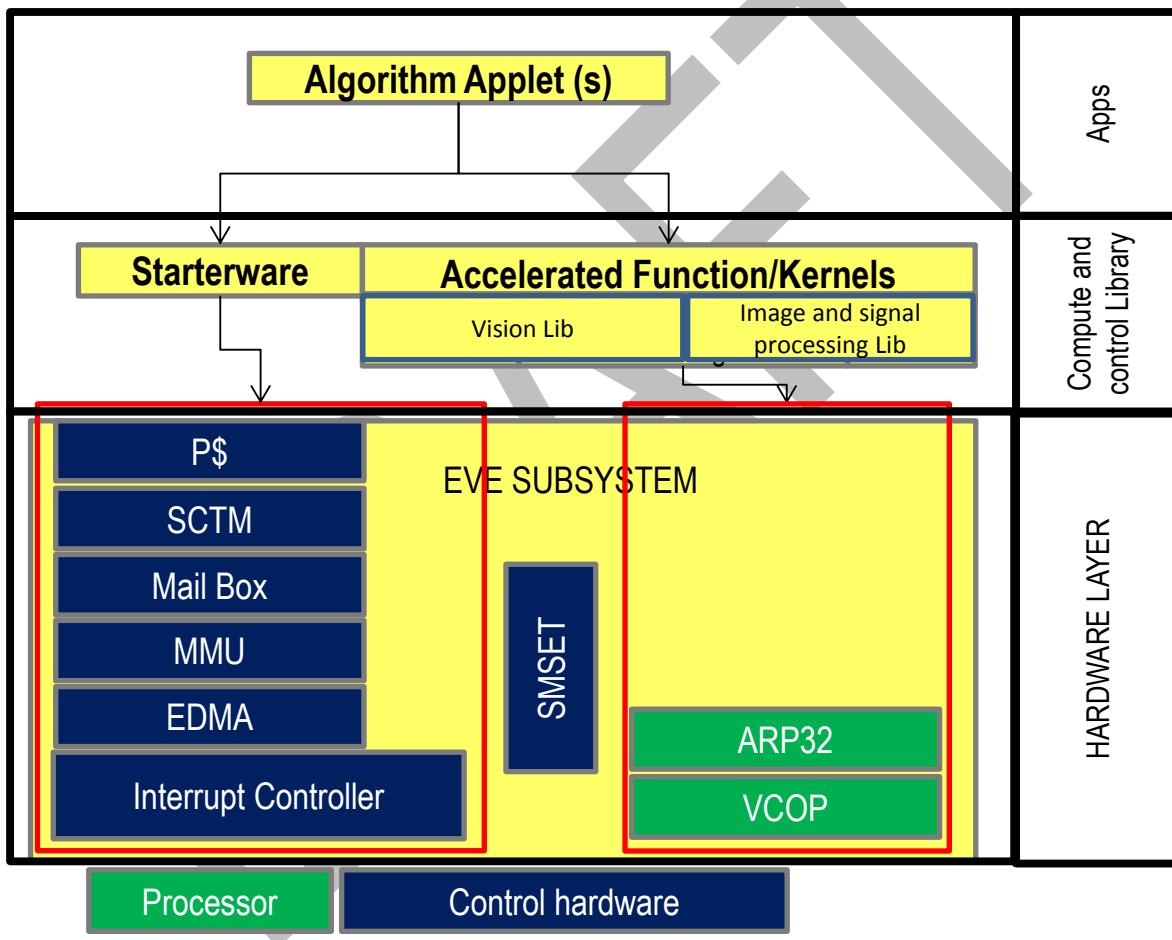 Algorithm Applet (s)
Apps
Starterware
Accelerated Function/Kernels
Vision Lib
Image and signal
processing Lib
Compute and
control Library
P$
EVE SUBSYSTEM
SCTM
Mail Box
MMU
EDMA
Interrupt Controller
SMSET
ARP32
VCOP
HARDWARE LAYER
Processor
Control hardware